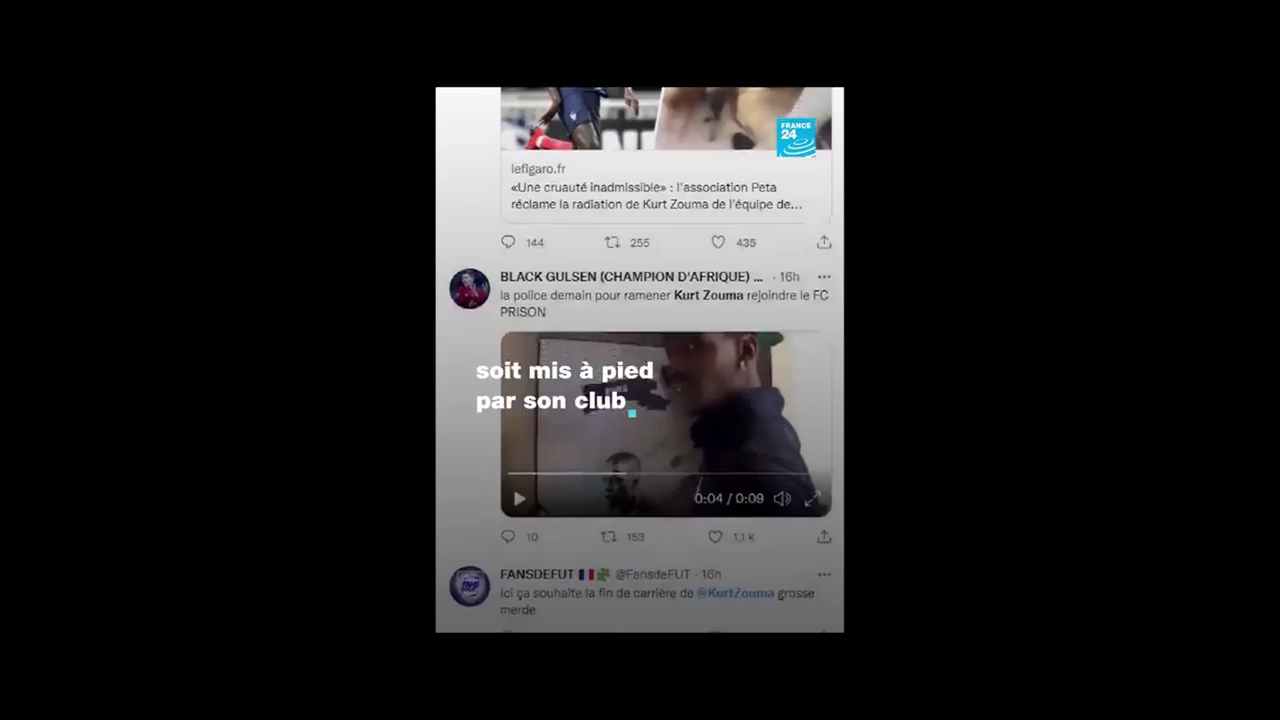 FRANCE
24
lefigaro.fr
«Une cruauté inadmissible» : l'association Peta
réclame la radiation de Kurt Zouma de l'équipe de...
144 255 435
BLACK GULSEN (CHAMPION D'AFRIQUE) ... · 16h
la police demain pour ramener Kurt Zouma rejoindre le FC
PRISON
soit mis à pied
par son club
0:04 / 0:09
10 153 1,1 k
FANSDEFUT @FansdeFUT · 16h
Ici ça souhaite la fin de carrière de @KurtZouma grosse
merde